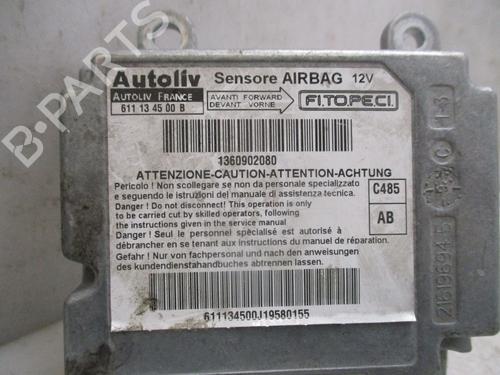 Autoliv
Sensore AIRBAG 12V
AUTOLIV FRANCE
611 13 45 00 B
AVANTI FORWARD
DEVANT VORNE
FI.TO.PE.CI.
1360902080
ATTENZIONE-CAUTION-ATTENTION-ACHTUNG
Pericolo ! Non scollegare se non da personale specializzato
e seguendo le istruzioni del manuale di assistenza tecnica.
Danger ! Do not disconnect! This operation is only
to be carried cut by skilled operators, following
the instructions given in the service manual
Danger ! Seul le personnel spécialisé est autorisé à
débrancher en se tenant aux instructions du manuel de réparation.
Gefahr ! Nur von fachpersonal und nach den anweisungen
des kundendienstahandbuches abtrennen lassen.
C485
AB
611134500J19580155
B-PARTS